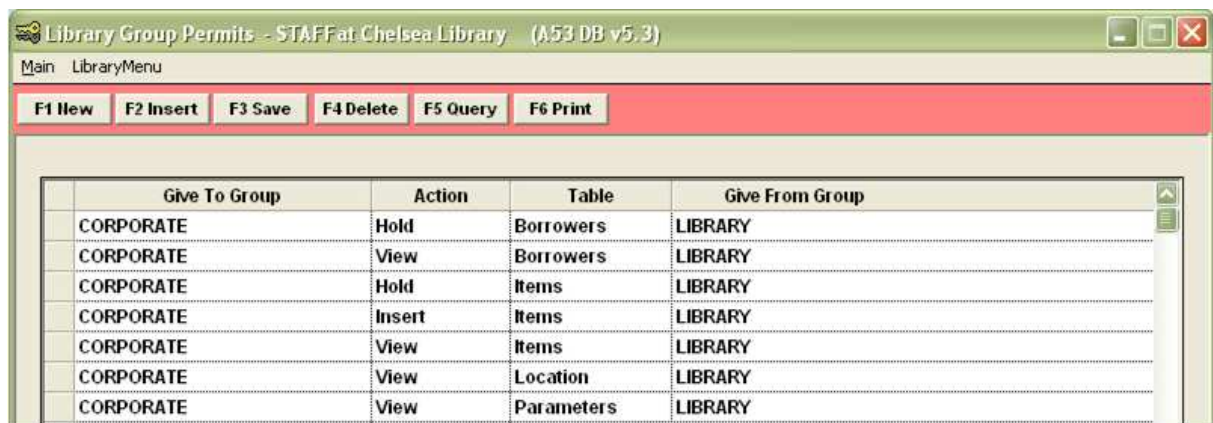 Library Group Permits - STAFFat Chelsea Library (A53 DB v5.3)
Main LibraryMenu
F1 New F2 Insert F3 Save F4 Delete F5 Query F6 Print
Give To Group Action Table Give From Group
CORPORATE Hold Borrowers LIBRARY
CORPORATE View Borrowers LIBRARY
CORPORATE Hold Items LIBRARY
CORPORATE Insert Items LIBRARY
CORPORATE View Items LIBRARY
CORPORATE View Location LIBRARY
CORPORATE View Parameters LIBRARY